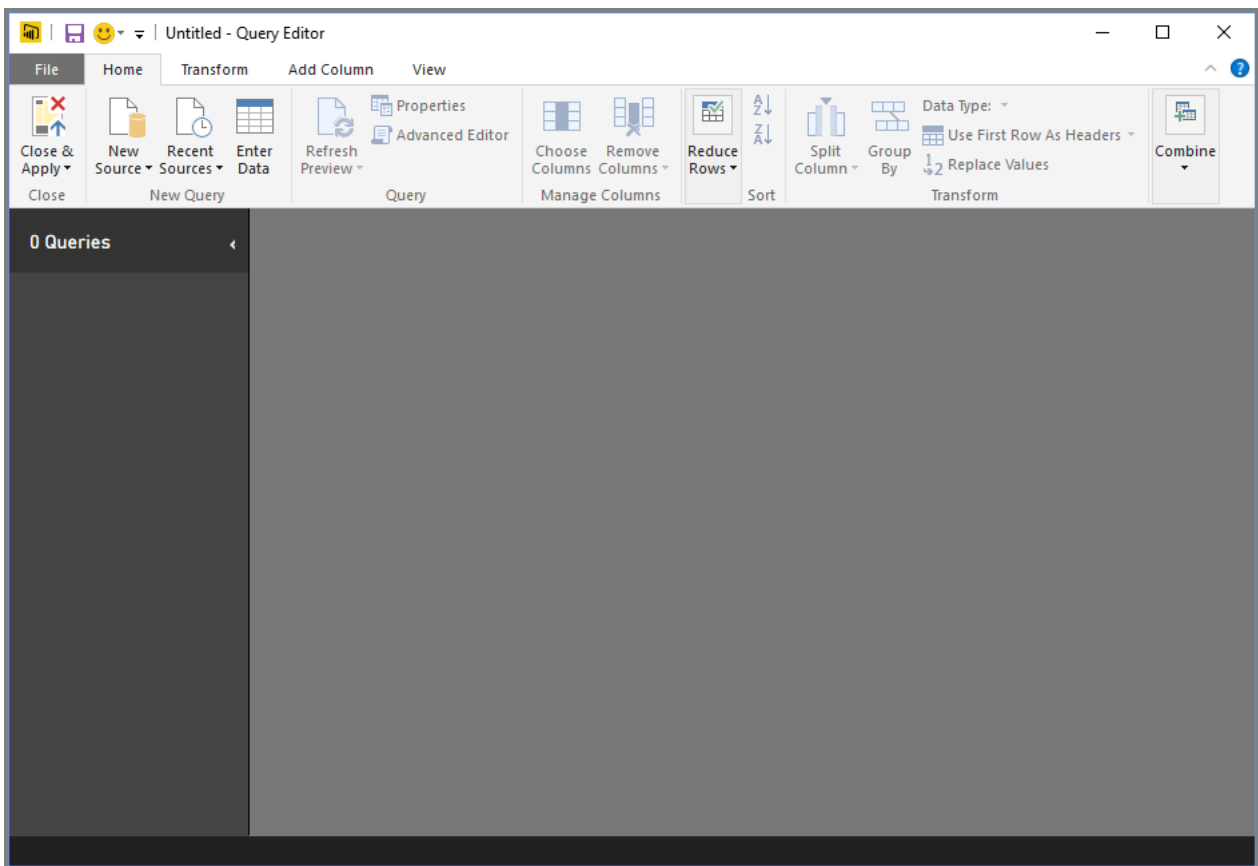 Untitled - Query Editor
File Home Transform Add Column View
Close & Apply
New Source
Recent Sources
Enter Data
Refresh Preview
Properties
Advanced Editor
Choose Columns
Remove Columns
Reduce Rows
A Z
Z A
Split Column
Group By
Data Type:
Use First Row As Headers
1 2 Replace Values
Combine
Close New Query Query Manage Columns Sort Transform
0 Queries